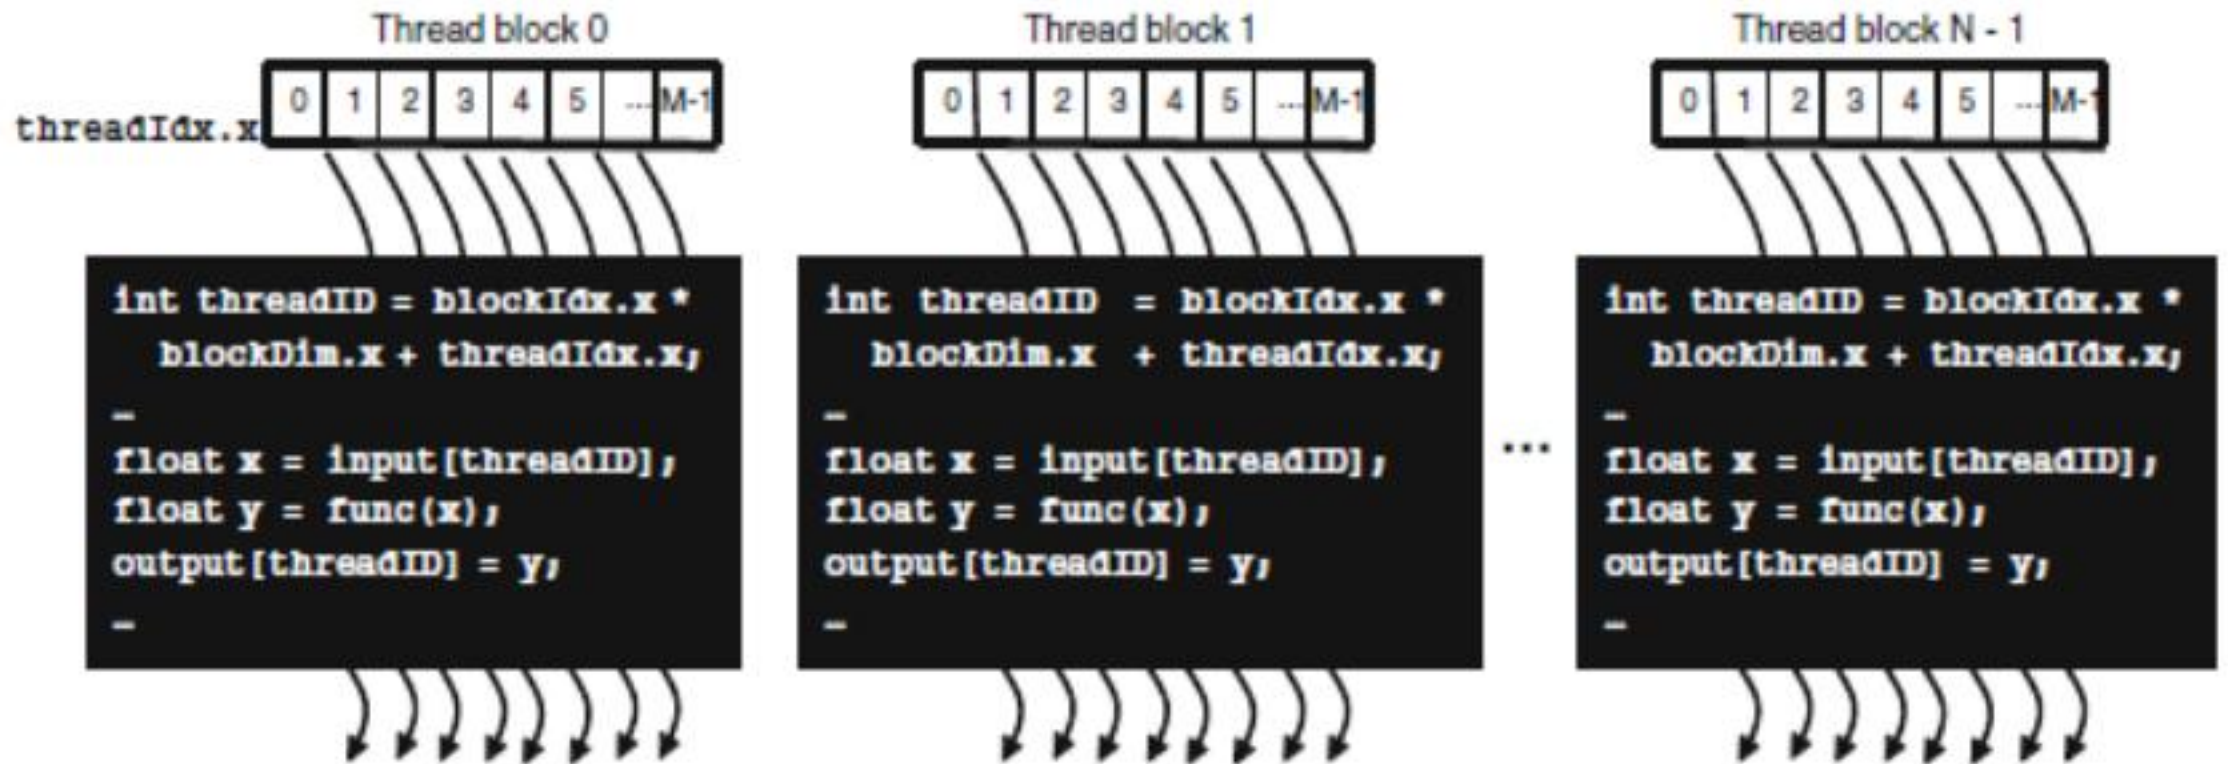 Thread block 0
0 1 2 3 4 5 ... M-1
threadIdx.x
int threadID = blockIdx.x *
blockDim.x + threadIdx.x;
…
float x = input[threadID];
float y = func(x);
output[threadID] = y;
…
Thread block 1
0 1 2 3 4 5 ... M-1
int threadID = blockIdx.x *
blockDim.x + threadIdx.x;
…
float x = input[threadID];
float y = func(x);
output[threadID] = y;
…
...
Thread block N - 1
0 1 2 3 4 5 ... M-1
int threadID = blockIdx.x *
blockDim.x + threadIdx.x;
…
float x = input[threadID];
float y = func(x);
output[threadID] = y;
…